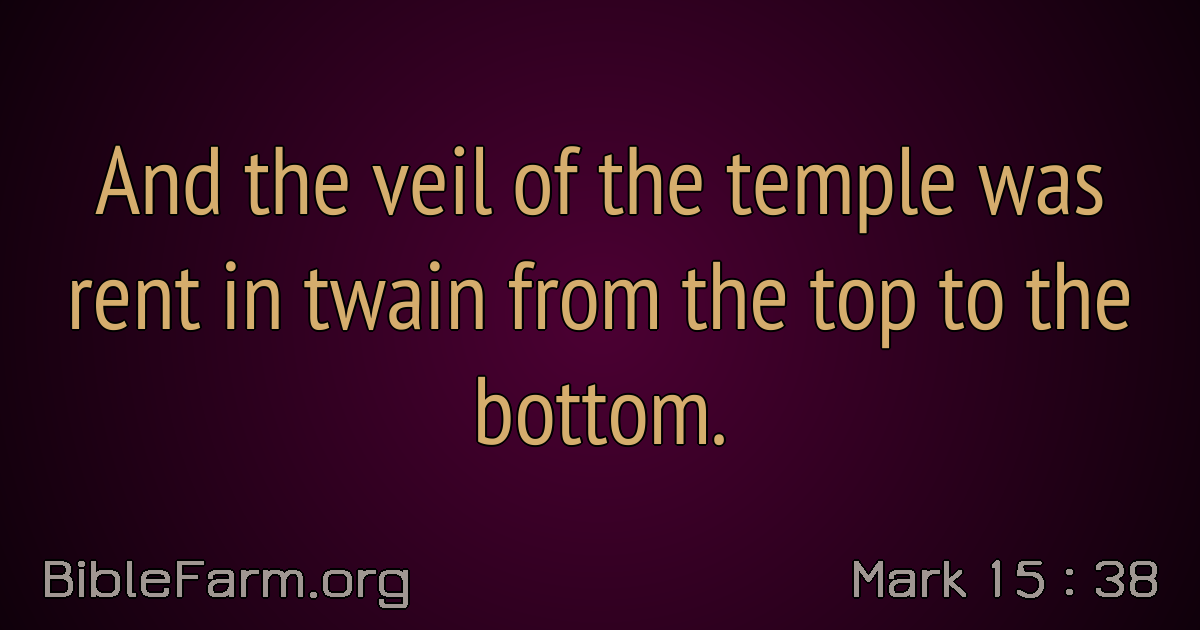 And the veil of the temple was
rent in twain from the top to the
bottom.
BibleFarm.org
Mark 15 : 38